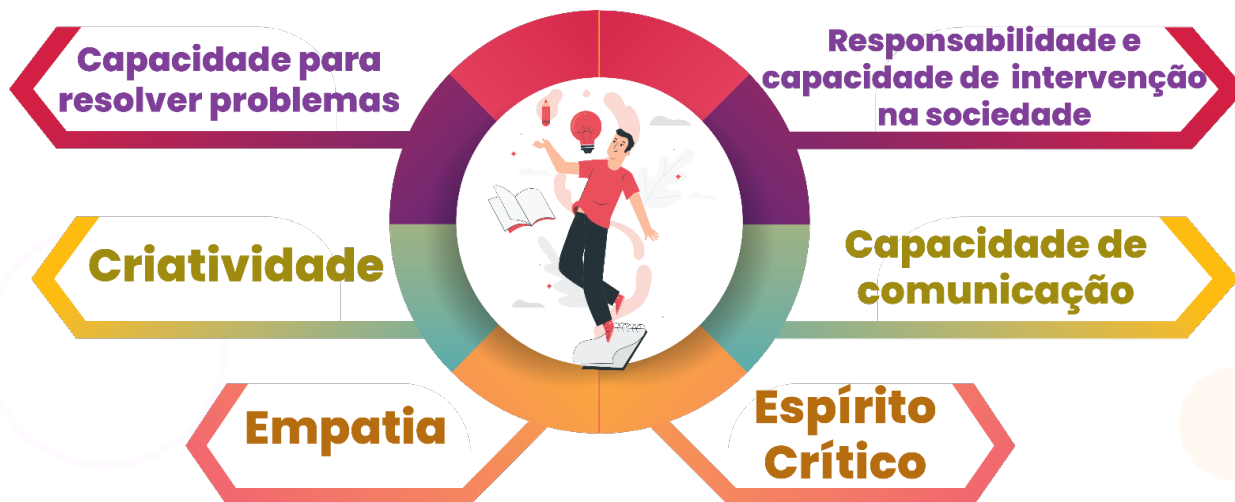 Capacidade para
resolver problemas
Responsabilidade e
capacidade de intervenção
na sociedade
Criatividade
Capacidade de
comunicação
Empatia
Espírito
Crítico